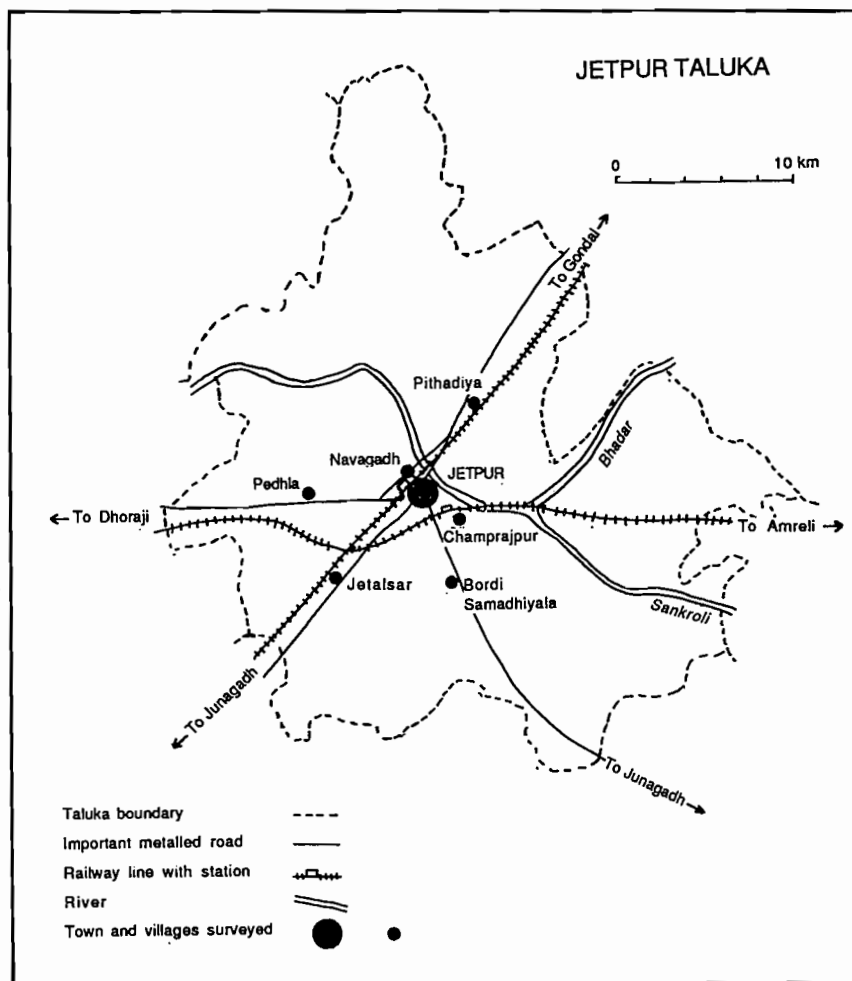 JETPUR TALUKA
0 10 km
To Gondal
Pithadiya
Navagadh
JETPUR
Bhadar
Pedhla
To Dhoraji
To Amreli
Champrajpur
Jetalsar
Bordi
Samadhiyala
Sankroli
To Junagadh
To Junagadh
Taluka boundary
Important metalled road
Railway line with station
River
Town and villages surveyed